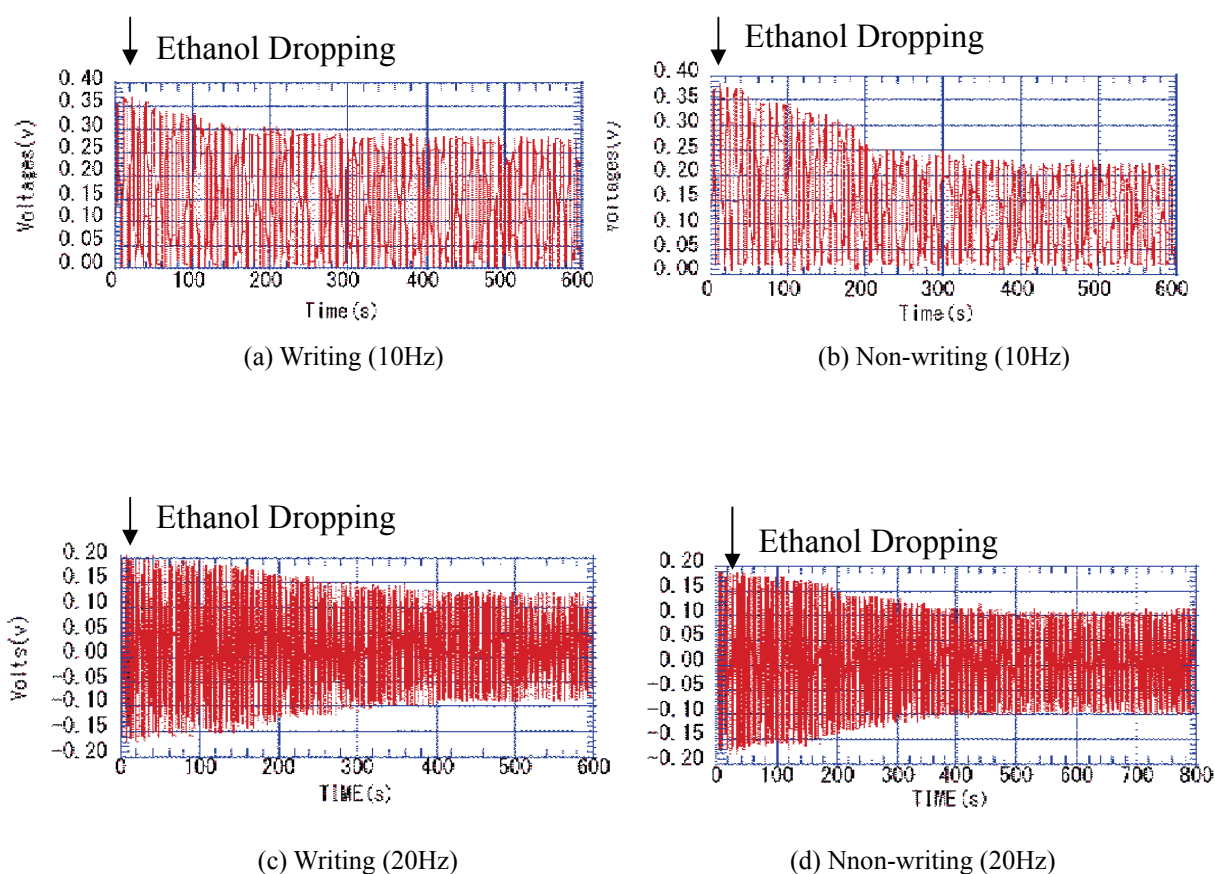 Ethanol Dropping
0.40
0.35
0.30
0.25
0.20
0.15
0.10
0.05
0.00
Voltages(v)
0 100 200 300 400 500 600
Time(s)
(a) Writing (10Hz)
Ethanol Dropping
0.40
0.35
0.30
0.25
0.20
0.15
0.10
0.05
0.00
Voltages(v)
0 100 200 300 400 500 600
Time(s)
(b) Non-writing (10Hz)
Ethanol Dropping
0.20
0.15
0.10
0.05
0.00
-0.05
-0.10
-0.15
-0.20
Volts(v)
0 100 200 300 400 500 600
TIME(s)
(c) Writing (20Hz)
Ethanol Dropping
0.20
0.15
0.10
0.05
0.00
-0.05
-0.10
-0.15
-0.20
0 100 200 300 400 500 600 700 800
TIME(s)
(d) Nnon-writing (20Hz)